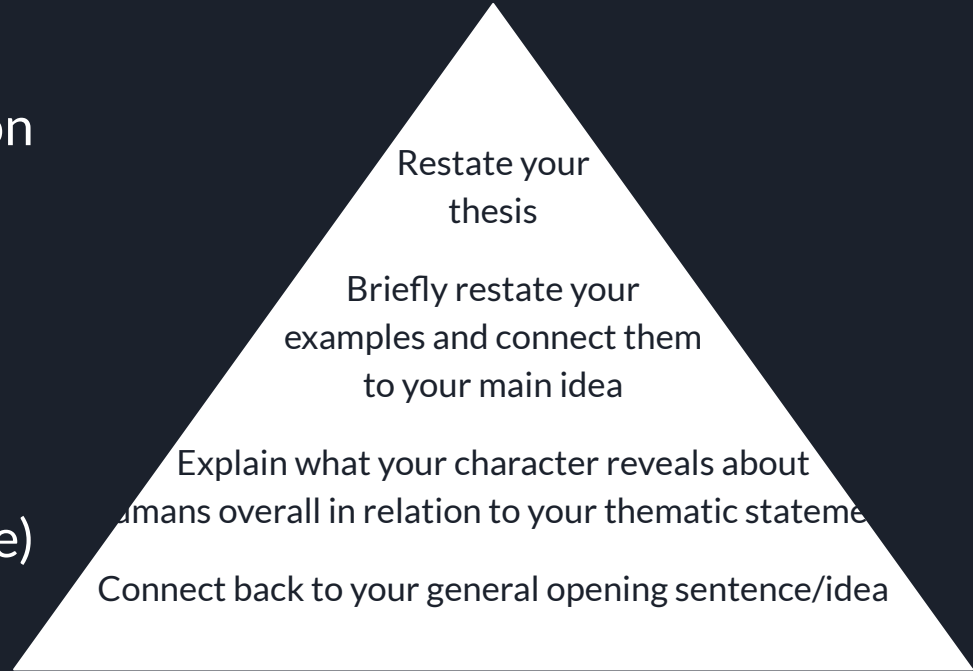 on
Restate your
thesis
Briefly restate your
examples and connect them
to your main idea
Explain what your character reveals about
umans overall in relation to your thematic stateme
e)
Connect back to your general opening sentence/idea